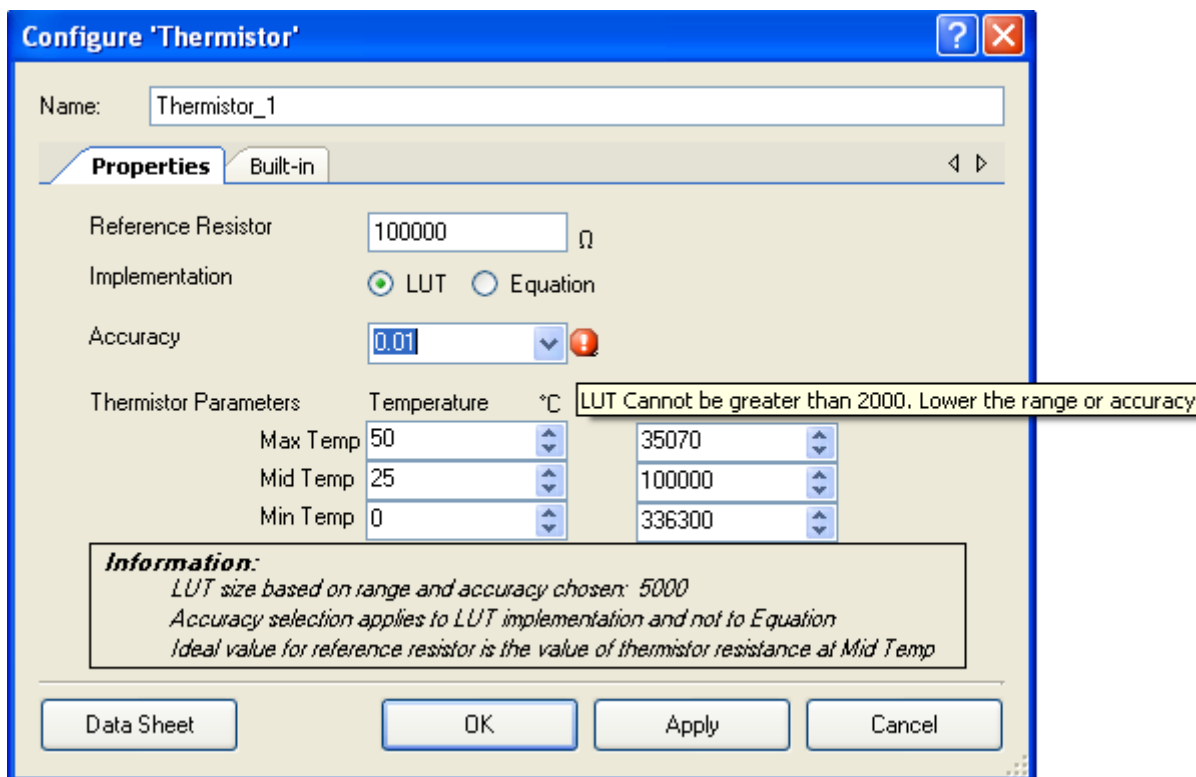 Configure 'Thermistor'
Name: Thermistor_1
Properties Built-in
Reference Resistor 100000 Ω
Implementation LUT Equation
Accuracy 0.01
LUT Cannot be greater than 2000. Lower the range or accuracy
Thermistor Parameters Temperature °C
Max Temp 50 35070
Mid Temp 25 100000
Min Temp 0 336300
Information:
LUT size based on range and accuracy chosen: 5000
Accuracy selection applies to LUT implementation and not to Equation
Ideal value for reference resistor is the value of thermistor resistance at Mid Temp
Data Sheet OK Apply Cancel